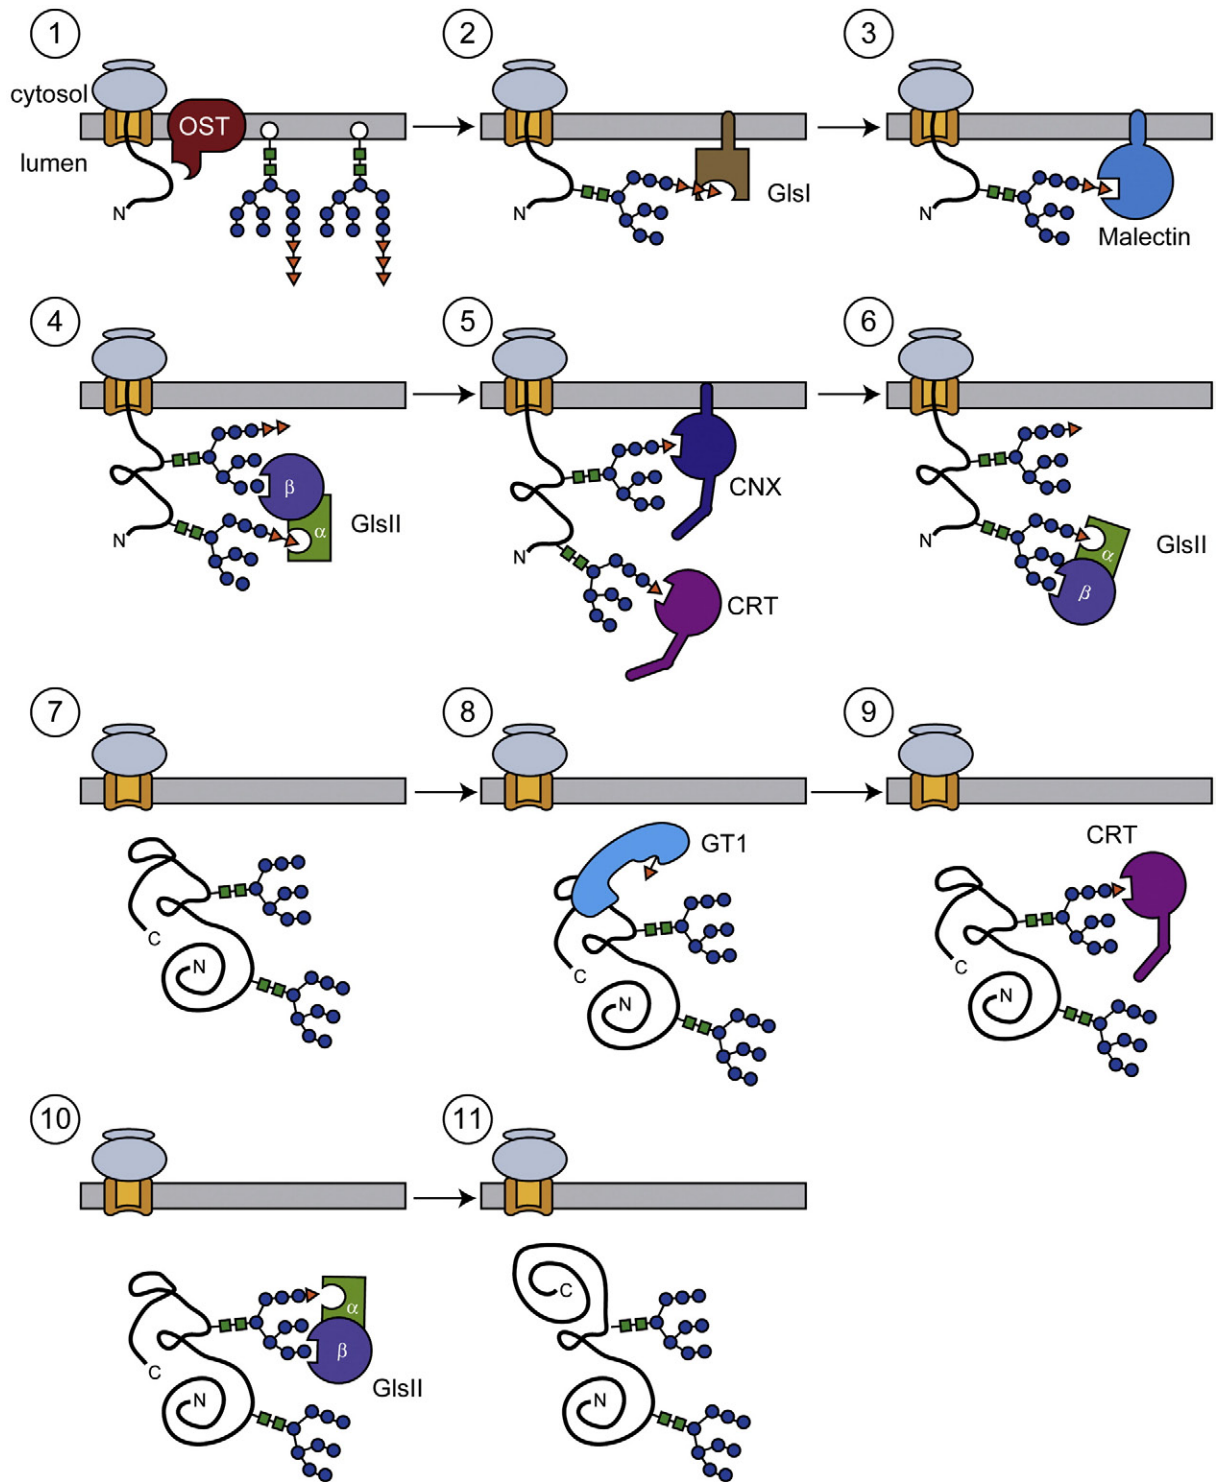 1
2
3
cytosol
OST
lumen
N
N
GlsI
N
Malectin
4
5
6
β
α
GlsII
N
CNX
N
CRT
GlsII
α
β
N
7
8
9
C
N
GT1
C
N
CRT
C
N
10
11
α
β
GlsII
C
N
C
N